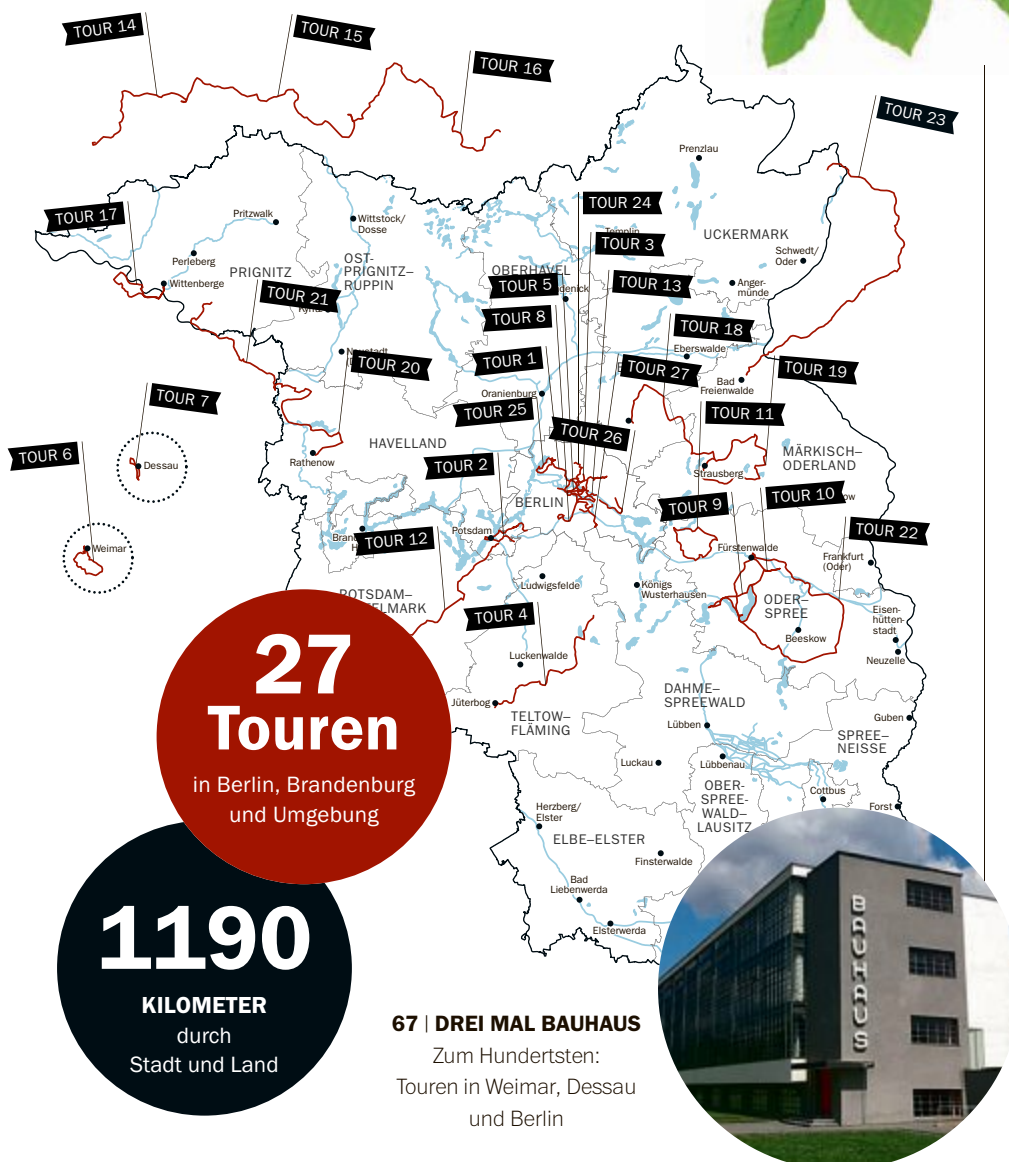 TOUR 14
TOUR 15
TOUR 16
TOUR 23
Prenzlau
TOUR 17
Pritzwalk
Wittstock/
Dosse
TOUR 24
TOUR 3
UCKERMARK
Schwedt/
Oder
Perleberg
Wittenberge
PRIGNITZ
OST-
PRIGNITZ–
RUPPIN
OBERHAVEL
TOUR 5
TOUR 13
Anger-
münde
TOUR 21
TOUR 8
TOUR 18
Eberswalde
TOUR 20
TOUR 1
TOUR 27
Bad
Freienwalde
TOUR 19
TOUR 7
Oranienburg
TOUR 25
TOUR 11
TOUR 26
TOUR 6
Dessau
HAVELLAND
Rathenow
TOUR 2
Strausberg
MÄRKISCH–
ODERLAND
BERLIN
TOUR 9
TOUR 10
TOUR 12
Potsdam
TOUR 22
Weimar
Fürstenwalde
Frankfurt
(Oder)
Ludwigsfelde
Königs
Wusterhausen
POTSDAM–
ELMARK
TOUR 4
ODER–
SPREE
Eisen-
hütten-
stadt
Beeskow
Neuzelle
Luckenwalde
Jüterbog
TELTOW–
FLÄMING
DAHME–
SPREEWALD
Lübben
Guben
SPREE–
NEISSE
Luckau
Lübbenau
OBER-
SPREE-
WALD–
LAUSITZ
Cottbus
Forst
Herzberg/
Elster
ELBE–ELSTER
Finsterwalde
Bad
Liebenwerda
Elsterwerda
27
Touren
in Berlin, Brandenburg
und Umgebung
1190
KILOMETER
durch
Stadt und Land
67 | DREI MAL BAUHAUS
Zum Hundertsten:
Touren in Weimar, Dessau
und Berlin
BAUHAUS